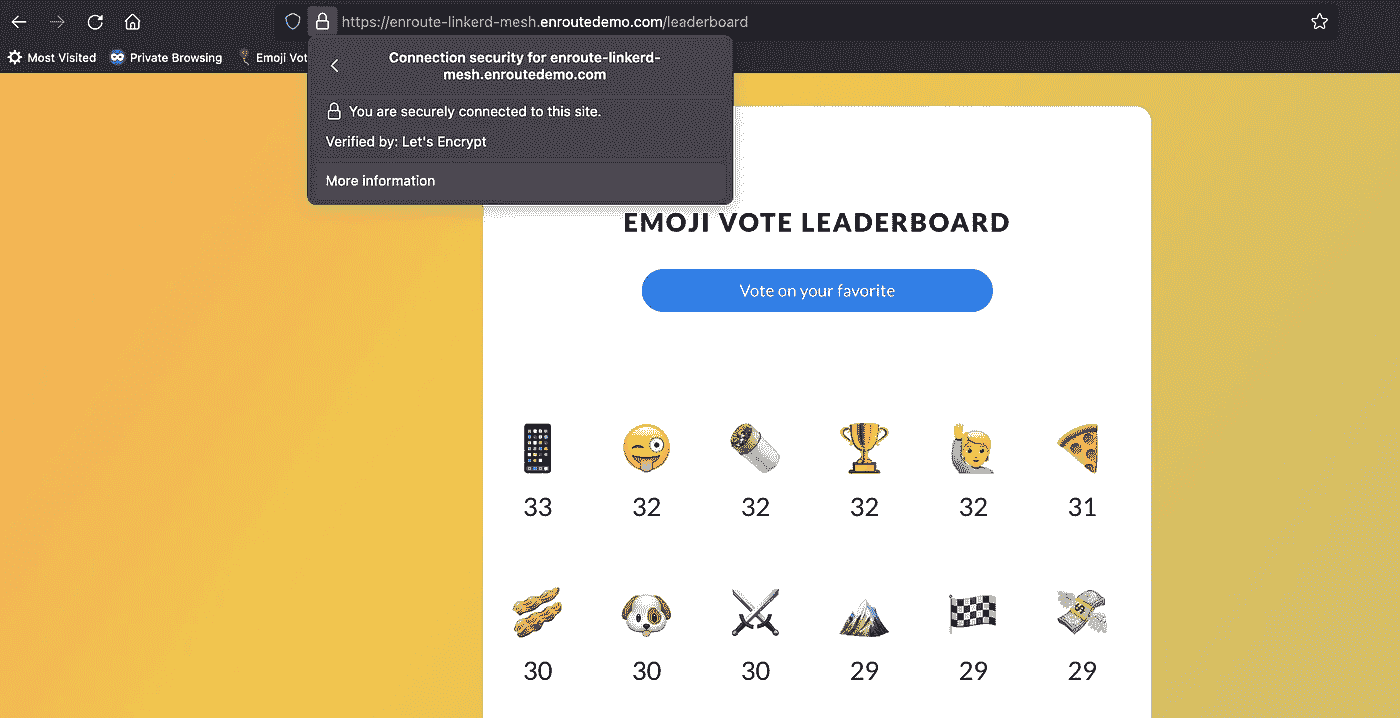 https://enroute-linkerd-mesh.enroutedemo.com/leaderboard
Most Visited
Private Browsing
Emoji Vot
Connection security for enroute-linkerd-
mesh.enroutedemo.com
You are securely connected to this site.
Verified by: Let's Encrypt
More information
EMOJI VOTE LEADERBOARD
Vote on your favorite
33 32 32 32 32 31
30 30 30 29 29 29